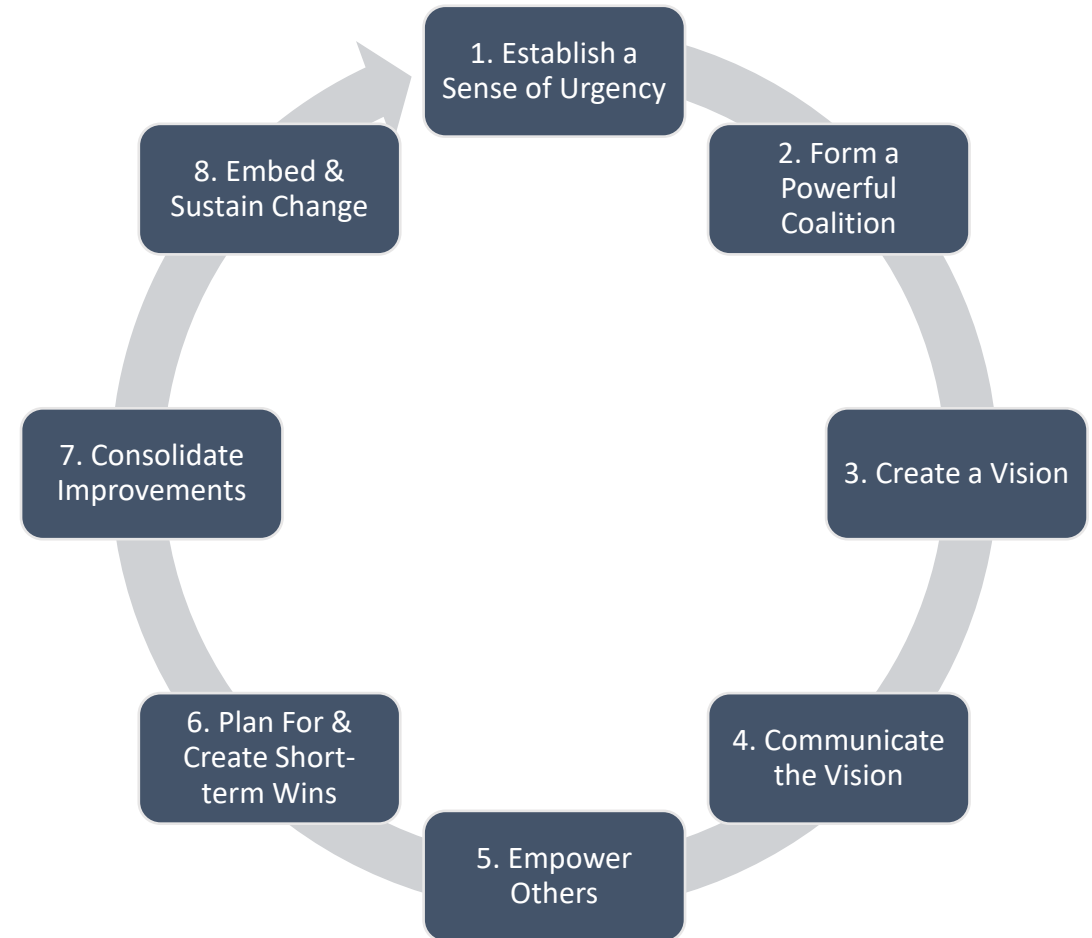 1. Establish a
Sense of Urgency
2. Form a
Powerful
Coalition
3. Create a Vision
4. Communicate
the Vision
5. Empower
Others
6. Plan For &
Create Short-
term Wins
7. Consolidate
Improvements
8. Embed &
Sustain Change